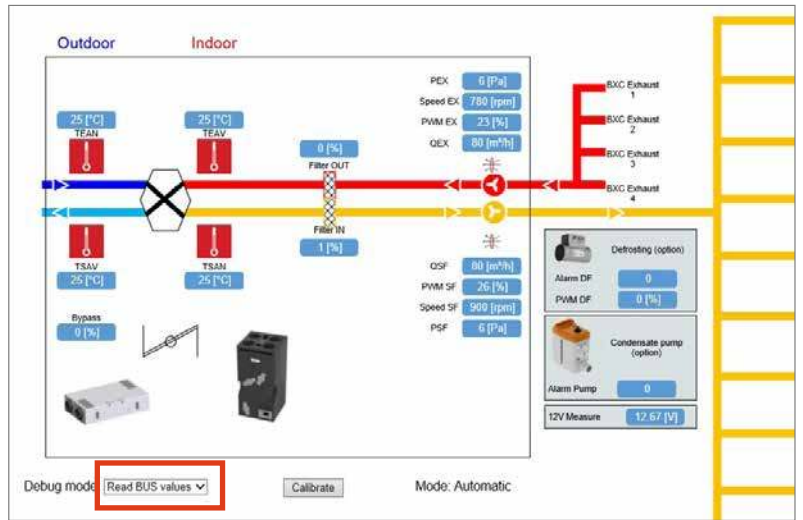 Outdoor Indoor
PEX 6 [Pa]
Speed EX 780 [rpm]
PWM EX 23 [%]
QEX 80 [m³/h]
BXC Exhaust
1
BXC Exhaust
2
BXC Exhaust
3
BXC Exhaust
4
25 [°C]
TEAN
25 [°C]
TEAV
0 [%]
Filter OUT
Filter IN
1 [%]
TSAV
25 [°C]
TSAN
25 [°C]
QSF 80 [m³/h]
PWM SF 26 [%]
Speed SF 900 [rpm]
PSF 6 [Pa]
Bypass
0 [%]
Defrosting (option)
Alarm DF 0
PWM DF 0 [%]
Condensate pump
(option)
Alarm Pump 0
12V Measure 12.67 [V]
Debug mode Read BUS values Calibrate Mode: Automatic